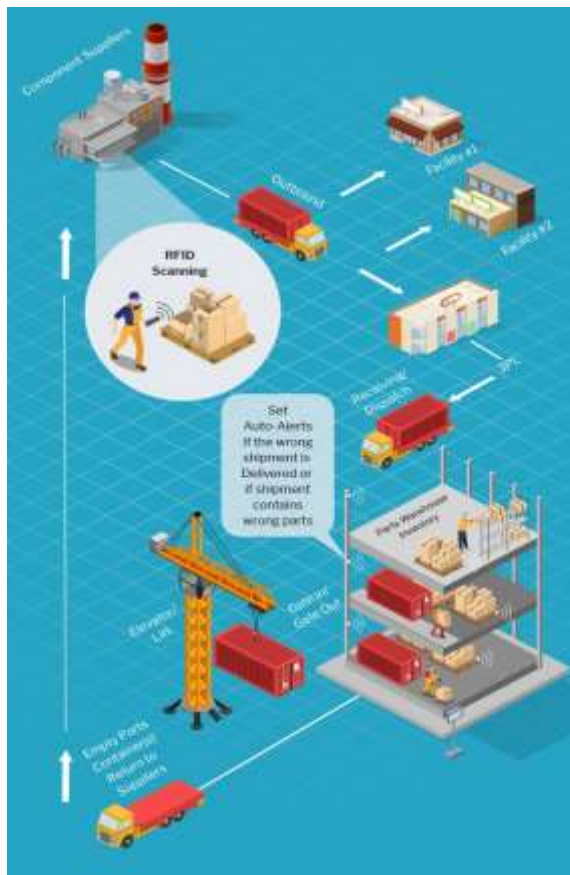 Component Suppliers
Outbound
Facility #1
Facility #2
RFID
Scanning
3PL
Receiving/
Dispatch
Set
Auto-Alerts
If the wrong
shipment is
Delivered or
if shipment
contains
wrong parts
Parts Warehouse
Inventory
Elevator/
Lift
Gate in/
Gate Out
Empty Parts
Containers/
Return to
Suppliers